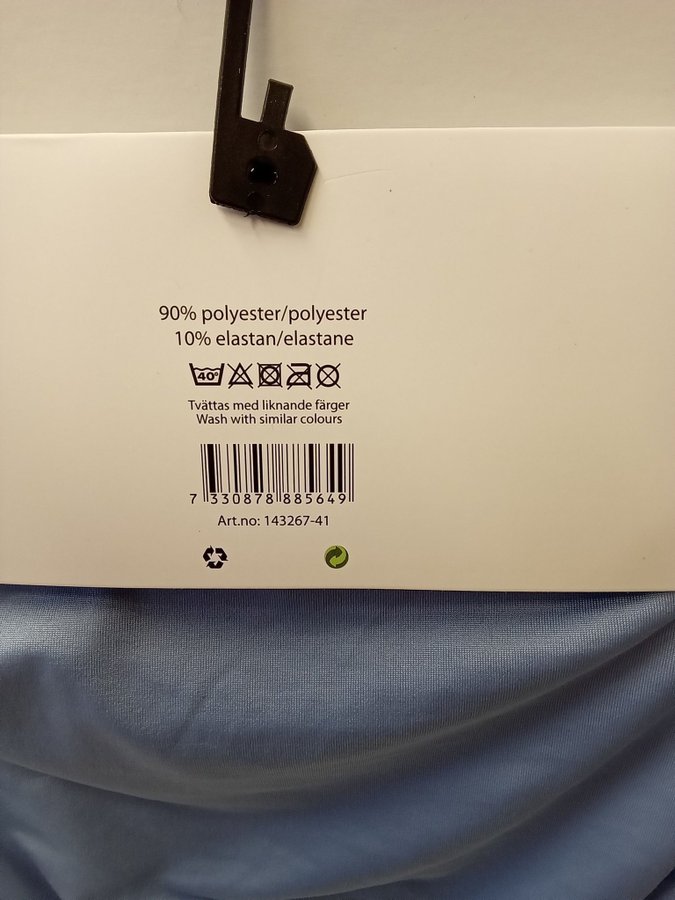 90% polyester/polyester
10% elastan/elastane
40°
Tvättas med liknande färger
Wash with similar colours
7 330878 885649
Art.no: 143267-41